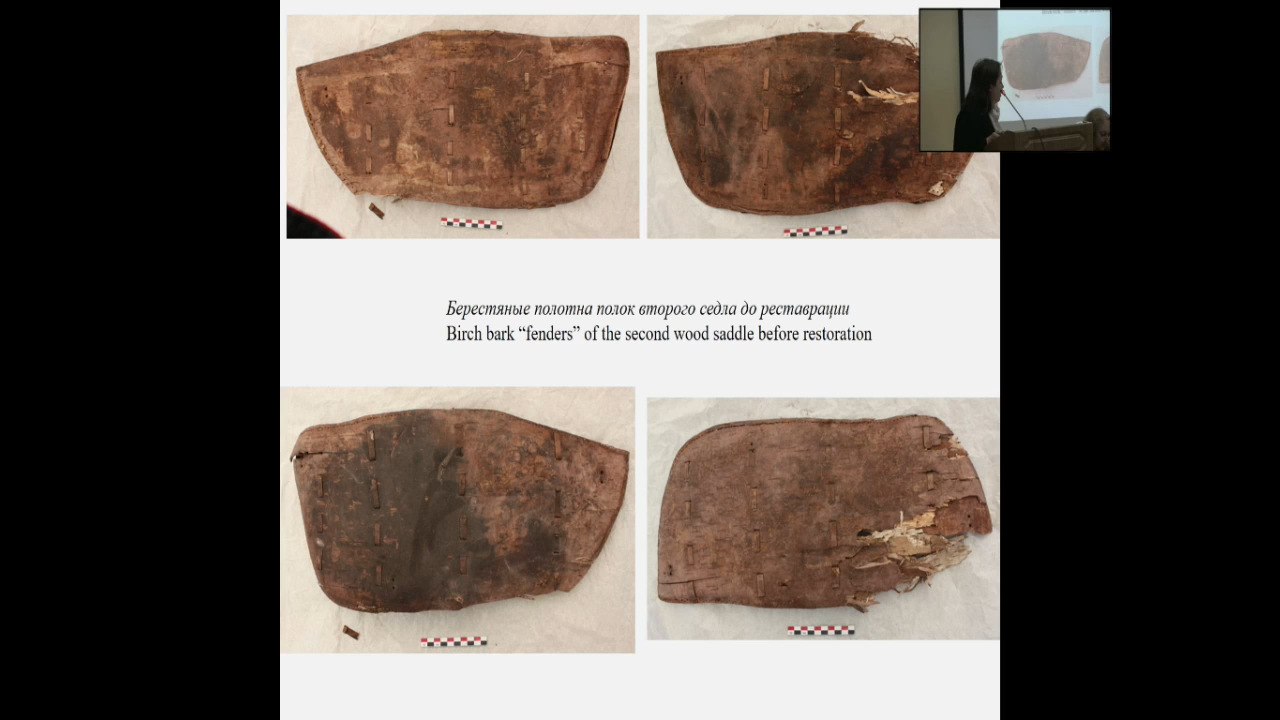 Берестяные полотна полок второго седла до реставрации
Birch bark “fenders” of the second wood saddle before restoration